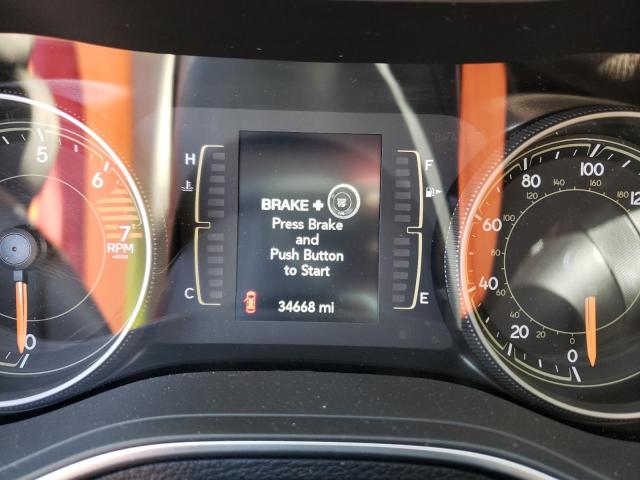 5
6
7
RPM
x1000
0
H
C
BRAKE +
Press Brake
and
Push Button
to Start
34668 mi
F
E
0
20
40
60
80
100
120
20
40
60
80
100
160
180